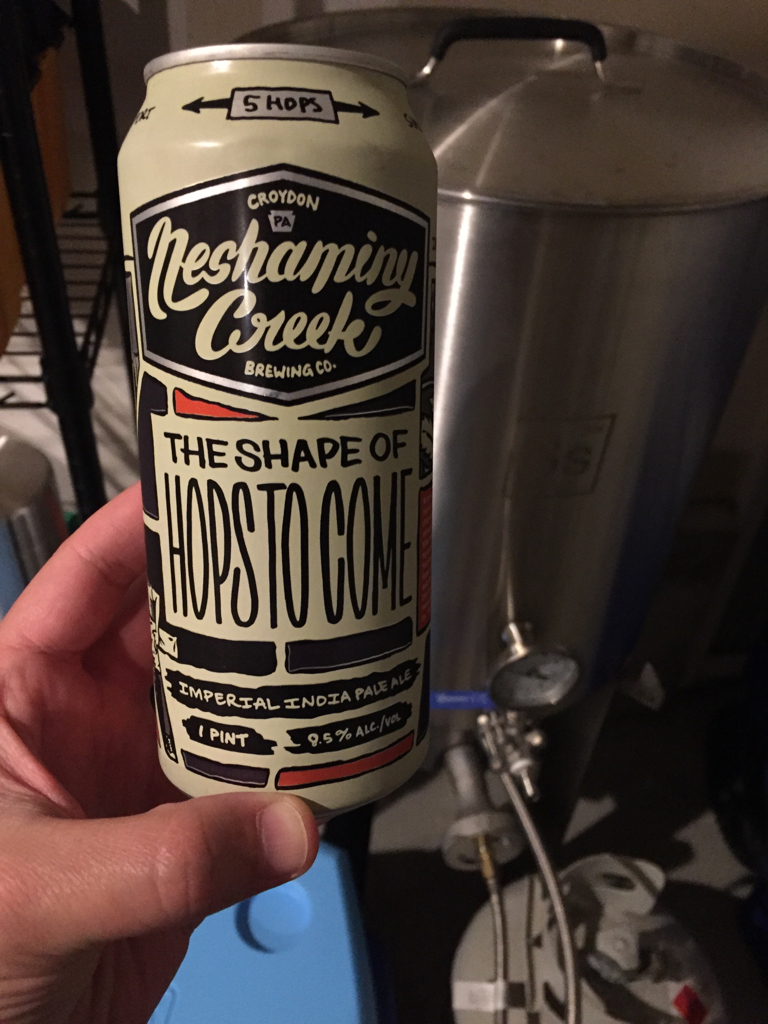 5 HOPS
CROYDON
PA
Neshaminy
Creek
BREWING CO.
THE SHAPE OF
HOPS TO COME
IMPERIAL INDIA PALE ALE
1 PINT
8.5% ALC./VOL